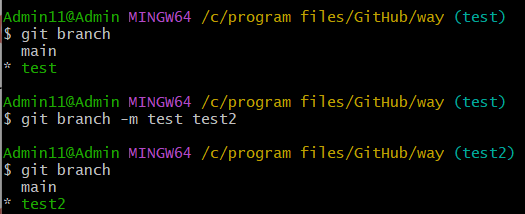 Admin11@Admin MINGW64 /c/program files/GitHub/way (test)
$ git branch
  main
* test
Admin11@Admin MINGW64 /c/program files/GitHub/way (test)
$ git branch -m test test2
Admin11@Admin MINGW64 /c/program files/GitHub/way (test2)
$ git branch
  main
* test2